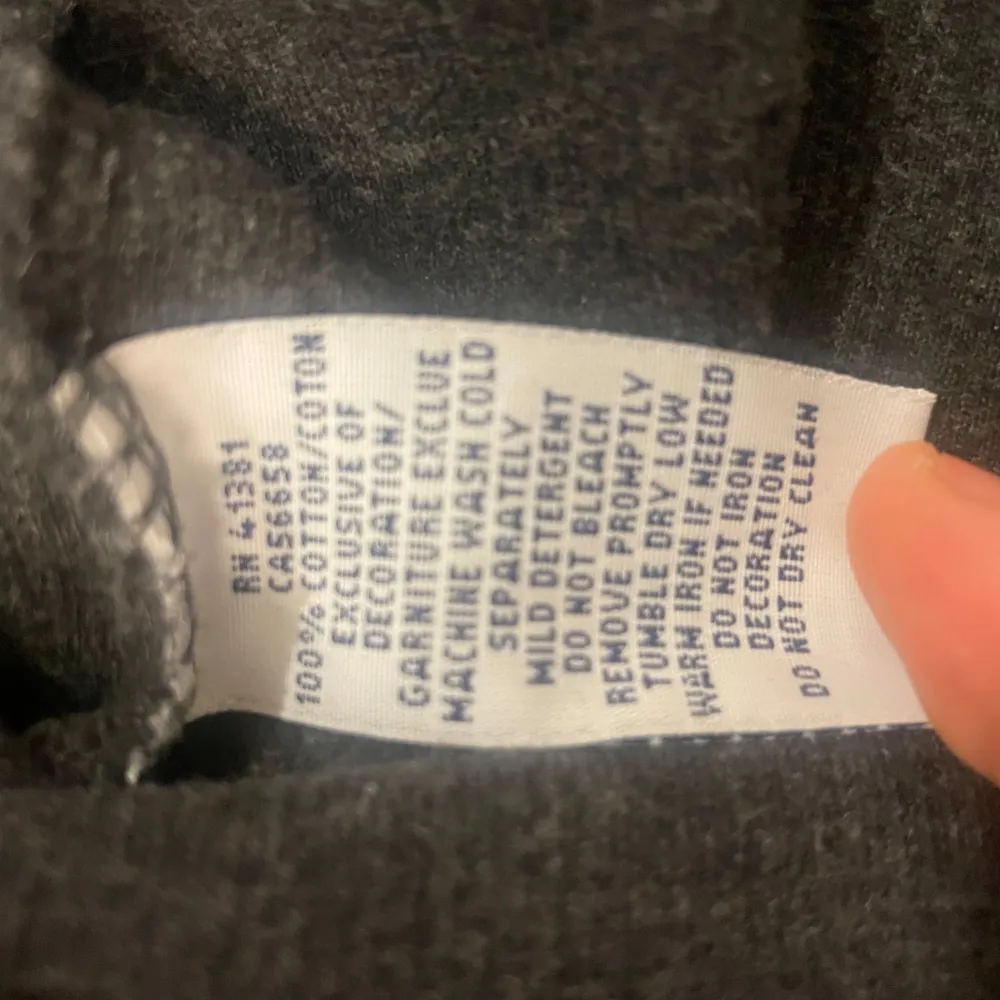 RN 41381
CA56658
100% COTTON/COTON
EXCLUSIVE OF
DECORATION/
GARNITURE EXCLUE
MACHINE WASH COLD
SEPARATELY
MILD DETERGENT
DO NOT BLEACH
REMOVE PROMPTLY
TUMBLE DRY LOW
WARM IRON IF NEEDED
DO NOT IRON
DECORATION
DO NOT DRY CLEAN